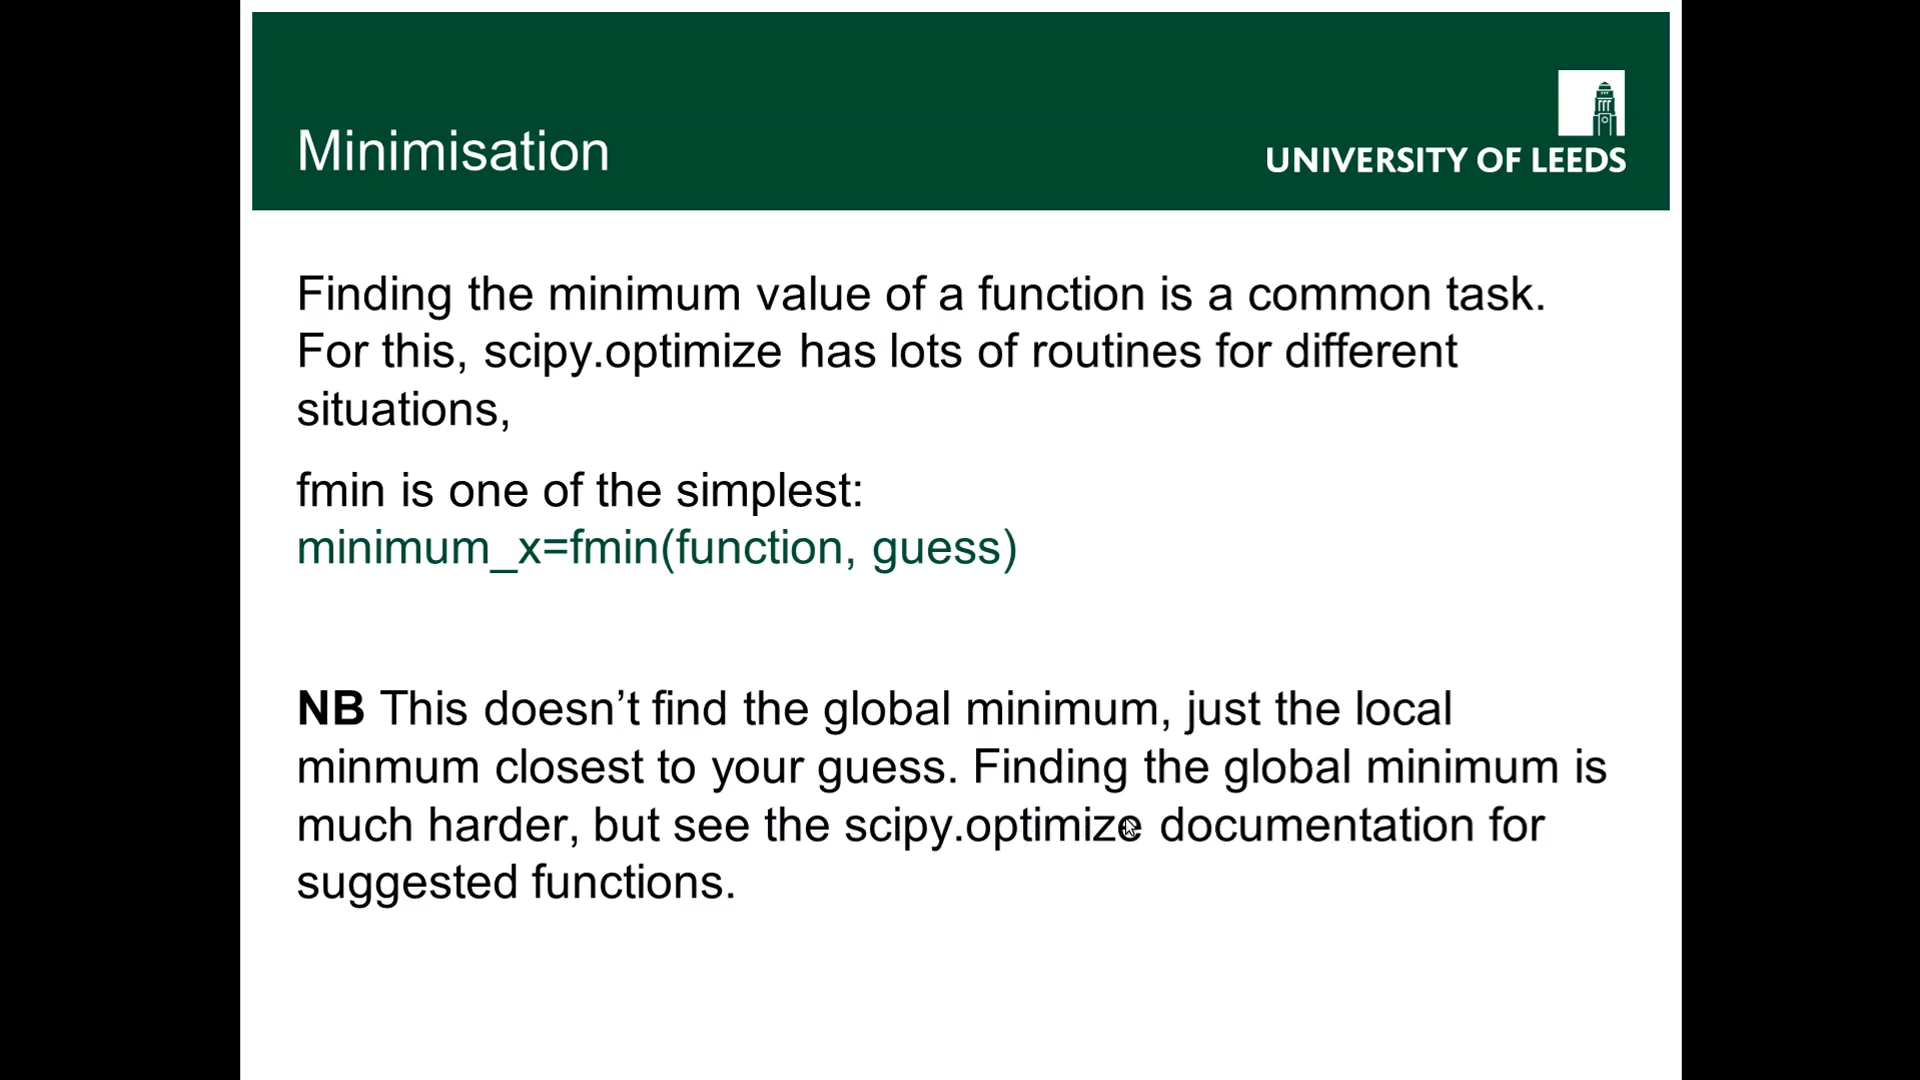 Minimisation
UNIVERSITY OF LEEDS
Finding the minimum value of a function is a common task.
For this, scipy.optimize has lots of routines for different
situations,
fmin is one of the simplest:
minimum_x=fmin(function, guess)
NB This doesn’t find the global minimum, just the local
minmum closest to your guess. Finding the global minimum is
much harder, but see the scipy.optimize documentation for
suggested functions.